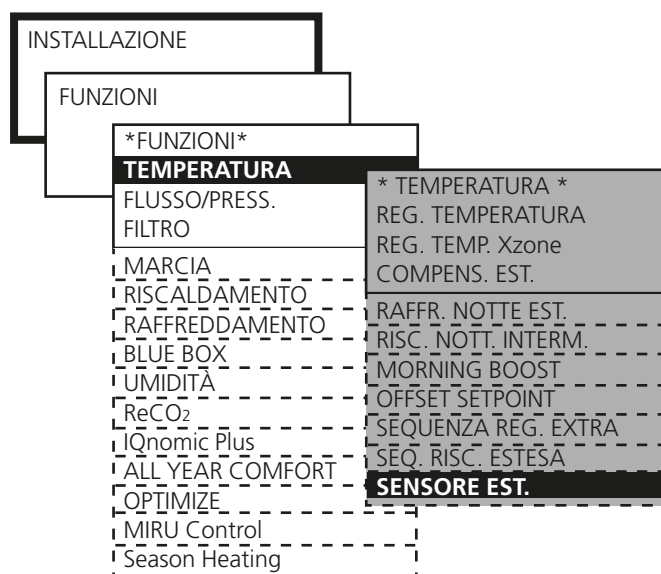 INSTALLAZIONE
FUNZIONI
*FUNZIONI*
TEMPERATURA
FLUSSO/PRESS.
FILTRO
MARCIA
RISCALDAMENTO
RAFFREDDAMENTO
BLUE BOX
UMIDITÀ
ReCO₂
IQnomic Plus
ALL YEAR COMFORT
OPTIMIZE
MIRU Control
Season Heating
* TEMPERATURA *
REG. TEMPERATURA
REG. TEMP. Xzone
COMPENS. EST.
RAFFR. NOTTE EST.
RISC. NOTT. INTERM.
MORNING BOOST
OFFSET SETPOINT
SEQUENZA REG. EXTRA
SEQ. RISC. ESTESA
SENSORE EST.